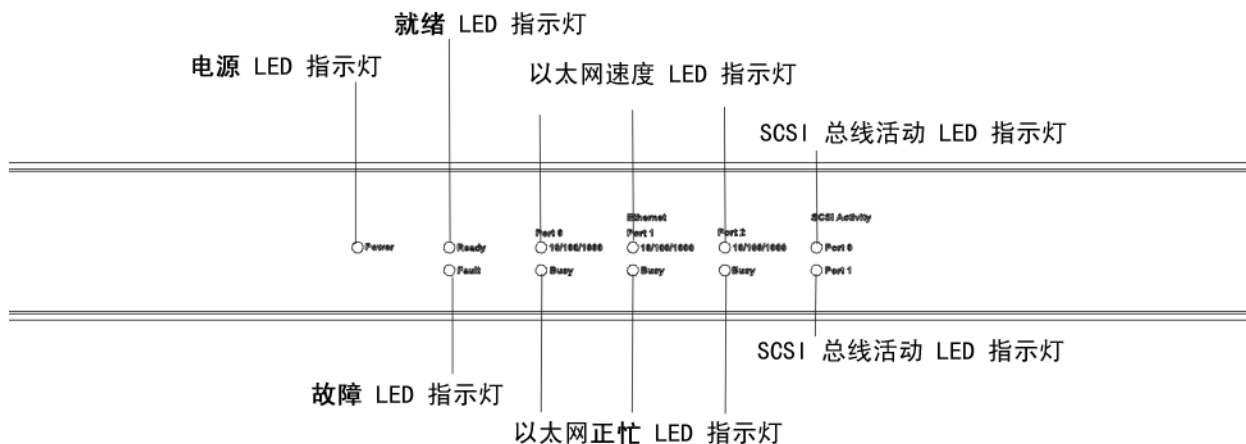 就绪 LED 指示灯
电源 LED 指示灯
以太网速度 LED 指示灯
SCSI 总线活动 LED 指示灯
Ethernet
SCSI Activity
Port 0
Port 1
Port 2
Power
Ready
10/100/1000
10/100/1000
10/100/1000
Port 0
Fault
Busy
Busy
Busy
Port 1
SCSI 总线活动 LED 指示灯
故障 LED 指示灯
以太网正忙 LED 指示灯